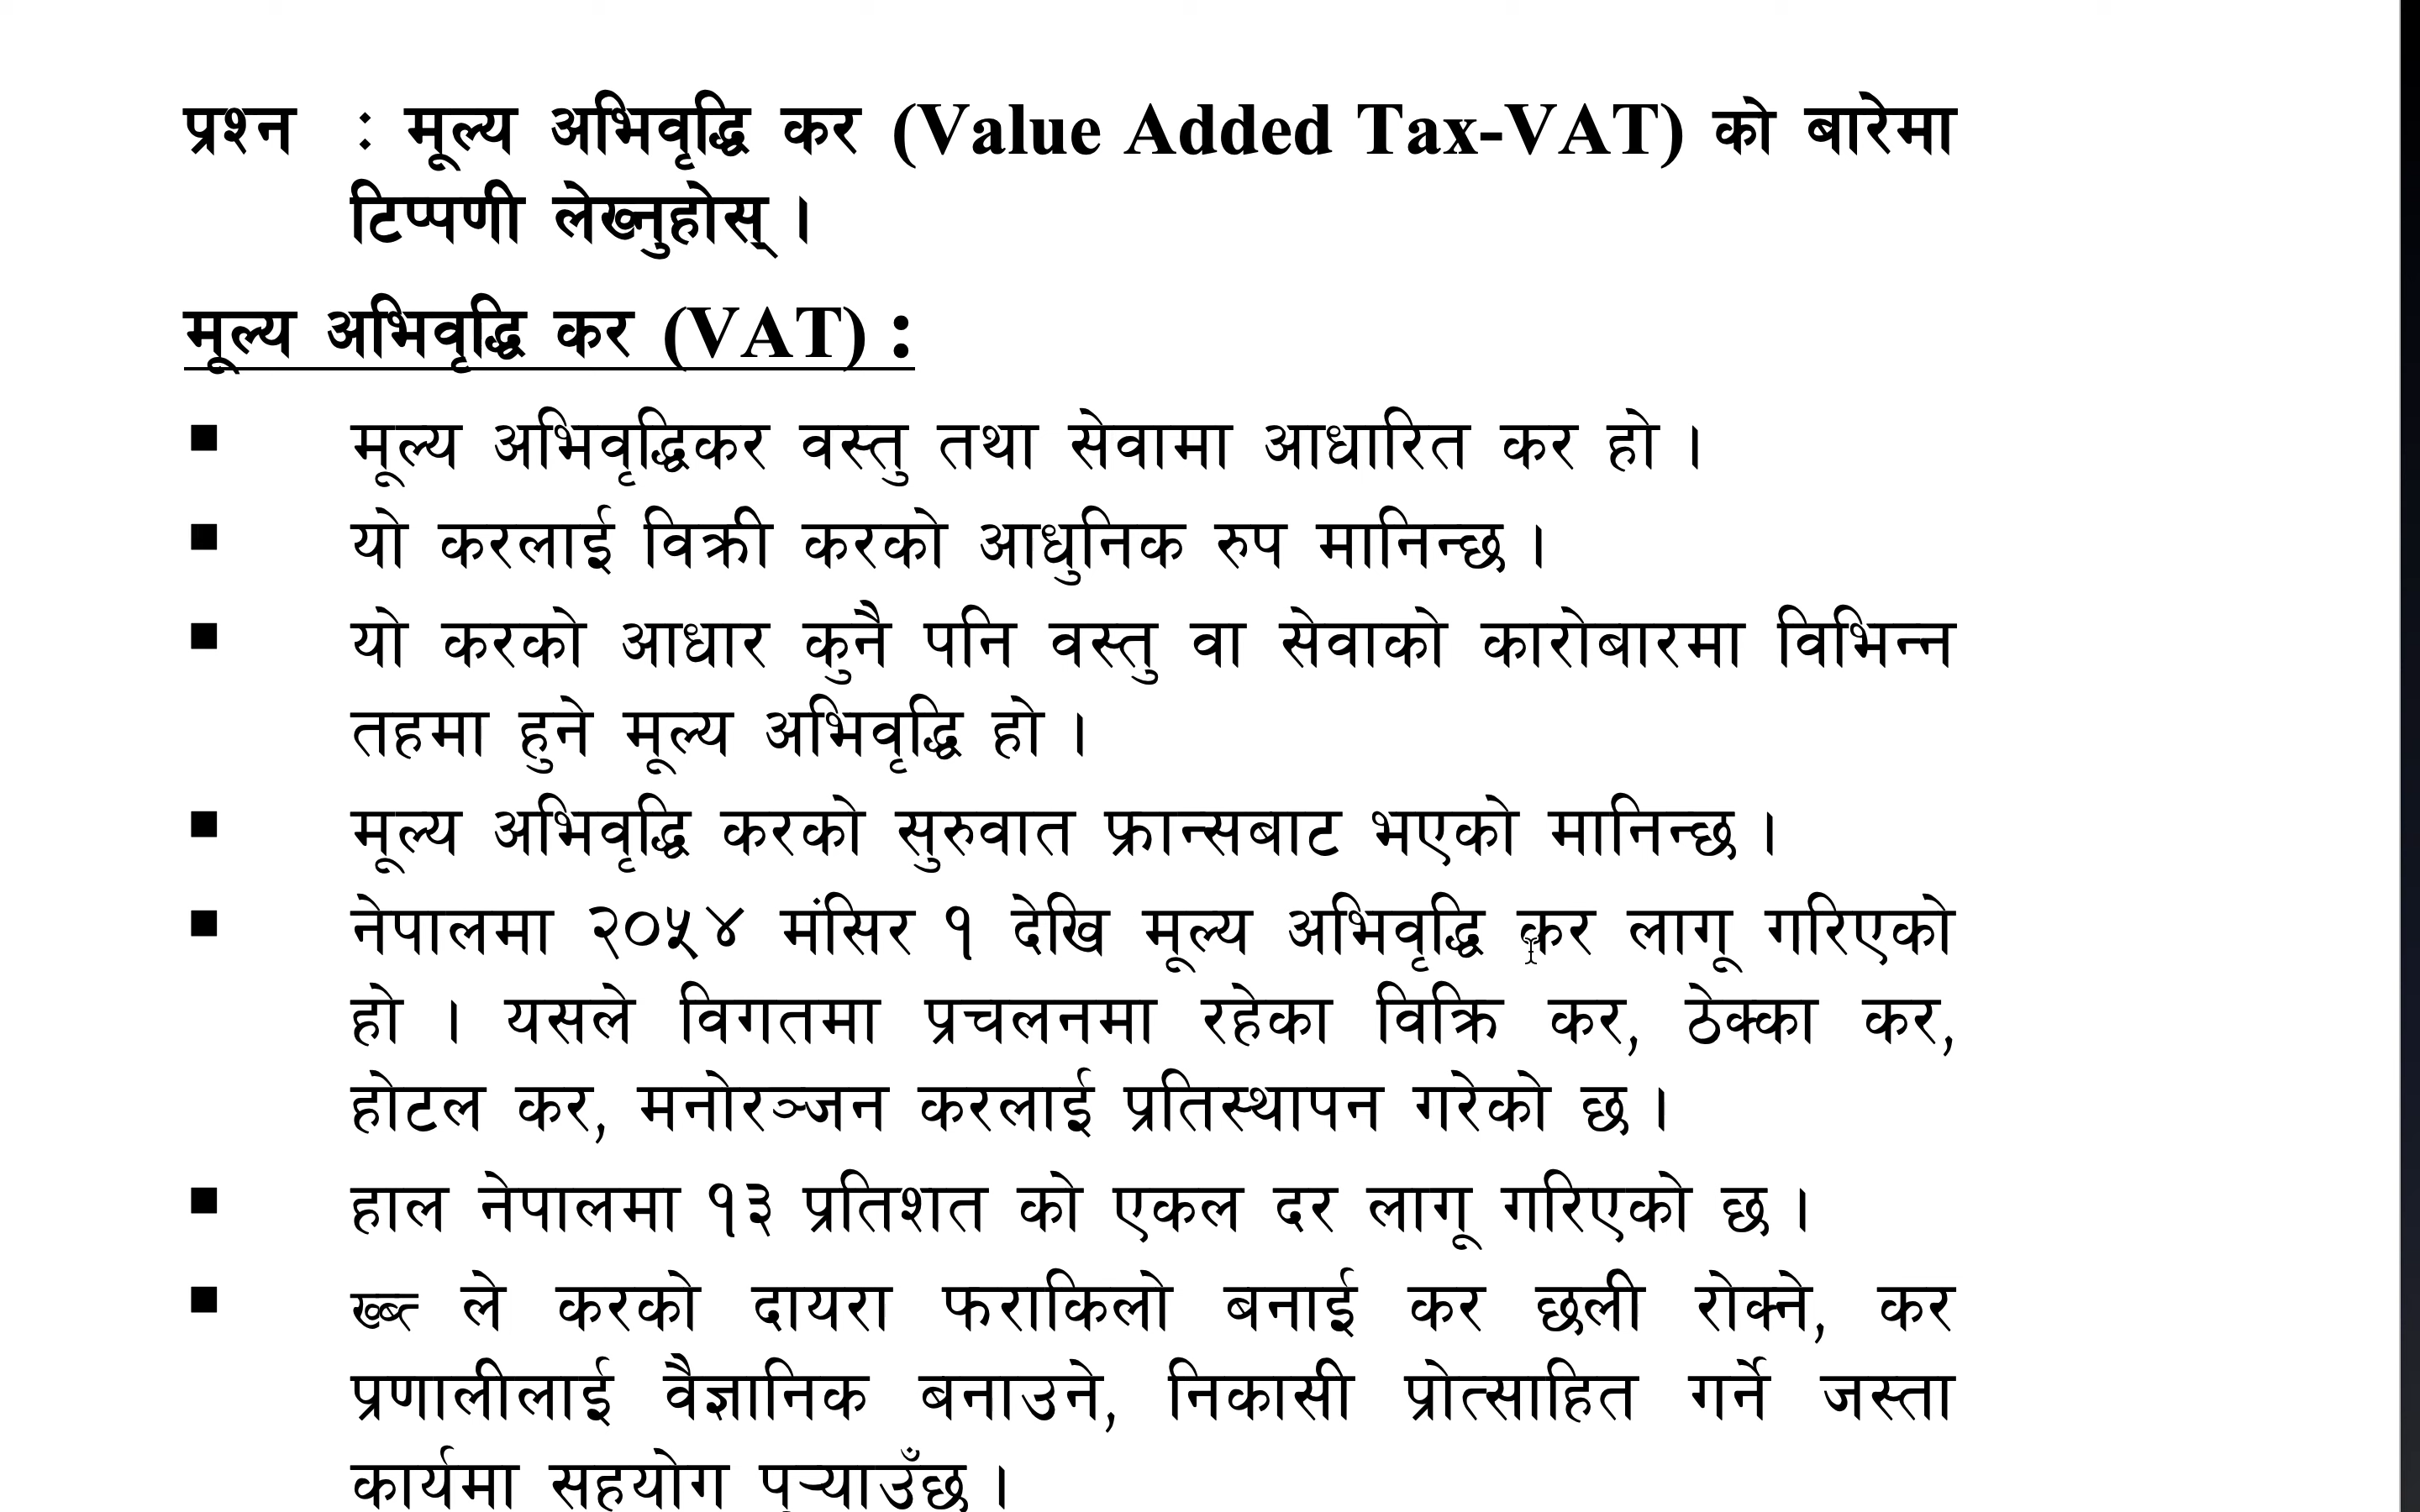 प्रश्न : मूल्य अभिवृद्धि कर (Value Added Tax-VAT) को बारेमा
टिप्पणी लेख्नुहोस् ।
मूल्य अभिवृद्धि कर (VAT) :
■ मूल्य अभिवृद्धिकर वस्तु तथा सेवामा आधारित कर हो ।
■ यो करलाई विक्री करको आधुनिक रुप मानिन्छ ।
■ यो करको आधार कुनै पनि वस्तु वा सेवाको कारोबारमा विभिन्न
तहमा हुने मूल्य अभिवृद्धि हो ।
■ मूल्य अभिवृद्धि करको सुरुवात फ्रान्सबाट भएको मानिन्छ ।
■ नेपालमा २०५४ मंसिर १ देखि मूल्य अभिवृद्धि कर लागू गरिएको
हो । यसले विगतमा प्रचलनमा रहेका विक्रि कर, ठेक्का कर,
होटल कर, मनोरञ्जन करलाई प्रतिस्थापन गरेको छ ।
■ हाल नेपालमा १३ प्रतिशत को एकल दर लागू गरिएको छ ।
■ ले करको दायरा फराकिलो बनाई कर छली रोक्ने, कर
प्रणालीलाई वैज्ञानिक बनाउने, निकासी प्रोत्साहित गर्ने जस्ता
कार्यमा सहयोग पुऱ्याउँछ ।